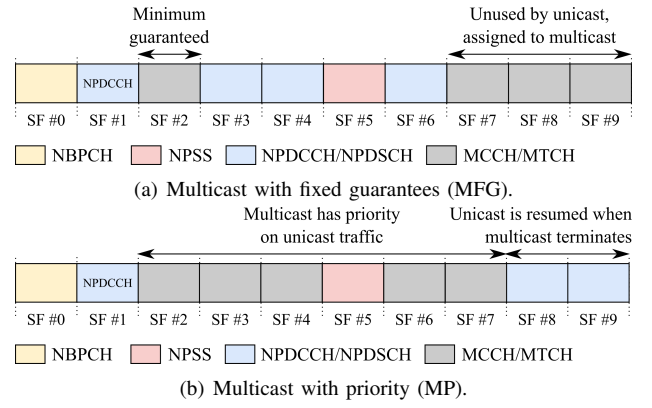 Minimum guaranteed
Unused by unicast, assigned to multicast
NPDCCH
SF #0 SF #1 SF #2 SF #3 SF #4 SF #5 SF #6 SF #7 SF #8 SF #9
NBPCH NPSS NPDCCH/NPDSCH MCCH/MTCH
(a) Multicast with fixed guarantees (MFG).
Multicast has priority on unicast traffic
Unicast is resumed when multicast terminates
NPDCCH
SF #0 SF #1 SF #2 SF #3 SF #4 SF #5 SF #6 SF #7 SF #8 SF #9
NBPCH NPSS NPDCCH/NPDSCH MCCH/MTCH
(b) Multicast with priority (MP).